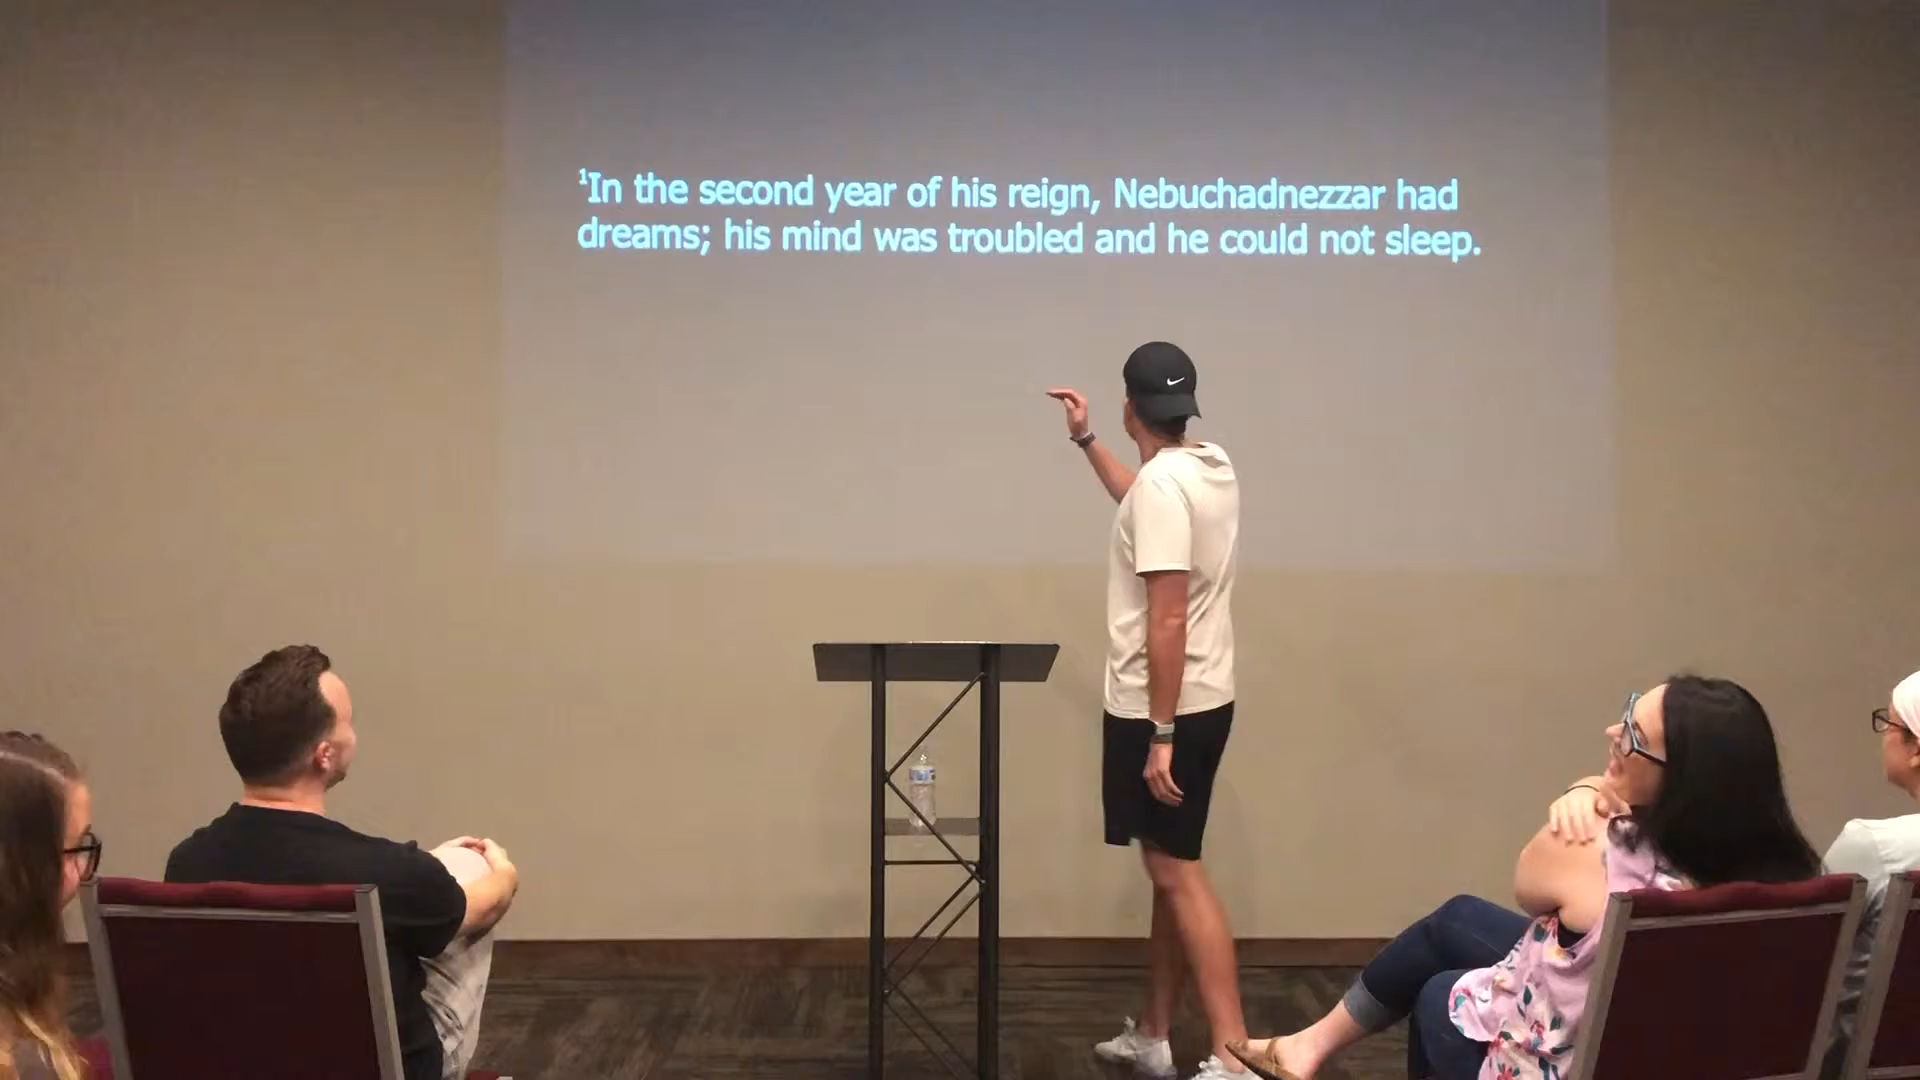 ¹In the second year of his reign, Nebuchadnezzar had
dreams; his mind was troubled and he could not sleep.